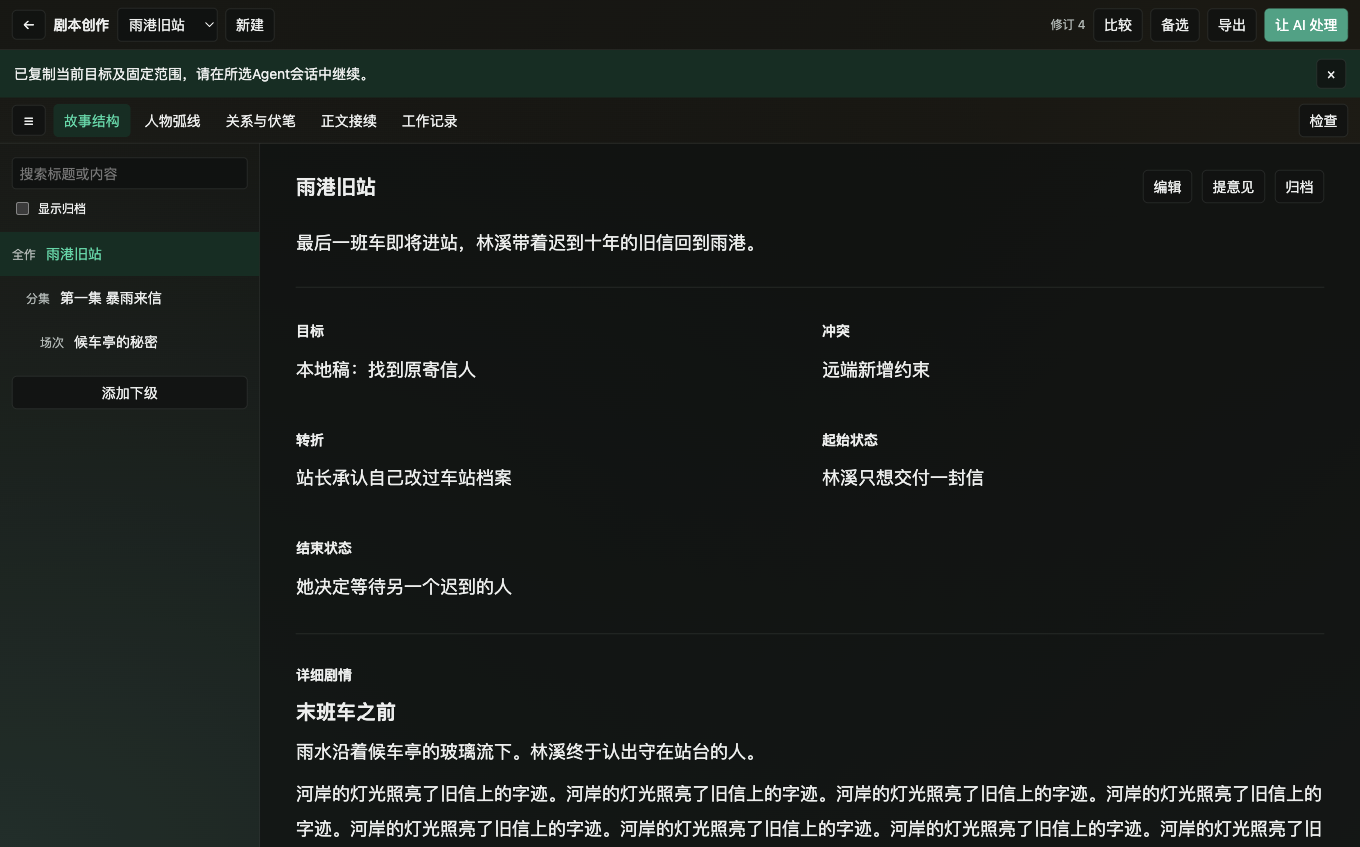 ← 剧本创作 雨港旧站 新建 修订 4 比较 备选 导出 让 AI 处理
已复制当前目标及固定范围，请在所选Agent会话中继续。 ×
≡ 故事结构 人物弧线 关系与伏笔 正文接续 工作记录 检查
搜索标题或内容
显示归档
全作 雨港旧站
分集 第一集 暴雨来信
场次 候车亭的秘密
添加下级
雨港旧站 编辑 提意见 归档
最后一班车即将进站，林溪带着迟到十年的旧信回到雨港。
目标 冲突
本地稿：找到原寄信人 远端新增约束
转折 起始状态
站长承认自己改过车站档案 林溪只想交付一封信
结束状态
她决定等待另一个迟到的人
详细剧情
末班车之前
雨水沿着候车亭的玻璃流下。林溪终于认出守在站台的人。
河岸的灯光照亮了旧信上的字迹。河岸的灯光照亮了旧信上的字迹。河岸的灯光照亮了旧信上的字迹。河岸的灯光照亮了旧信上的
字迹。河岸的灯光照亮了旧信上的字迹。河岸的灯光照亮了旧信上的字迹。河岸的灯光照亮了旧信上的字迹。河岸的灯光照亮了旧